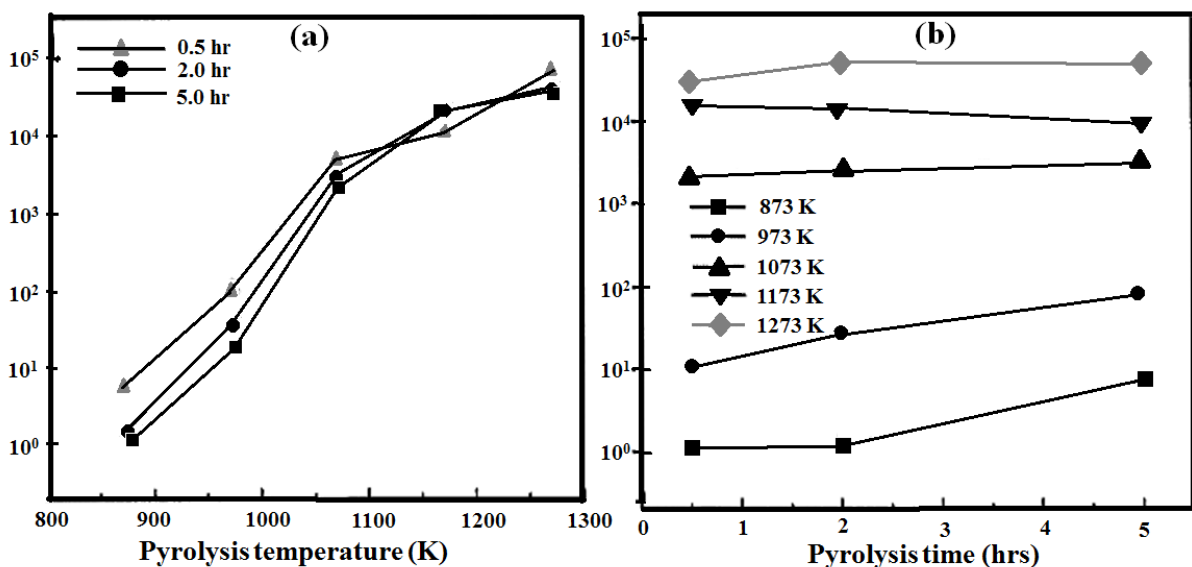 (a)
0.5 hr
2.0 hr
5.0 hr
10⁵
10⁴
10³
10²
10¹
10⁰
800 900 1000 1100 1200 1300
Pyrolysis temperature (K)
(b)
10⁵
10⁴
10³
10²
10¹
10⁰
873 K
973 K
1073 K
1173 K
1273 K
0 1 2 3 4 5
Pyrolysis time (hrs)